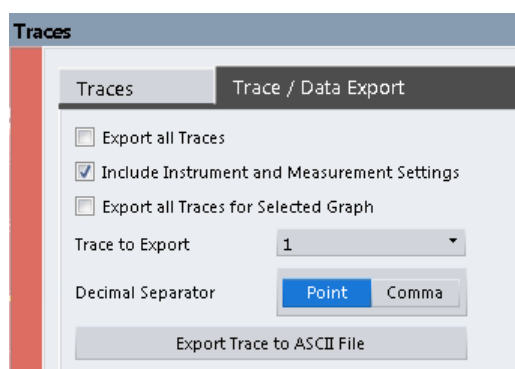 Traces
Traces Trace / Data Export
Export all Traces
Include Instrument and Measurement Settings
Export all Traces for Selected Graph
Trace to Export 1
Decimal Separator Point Comma
Export Trace to ASCII File